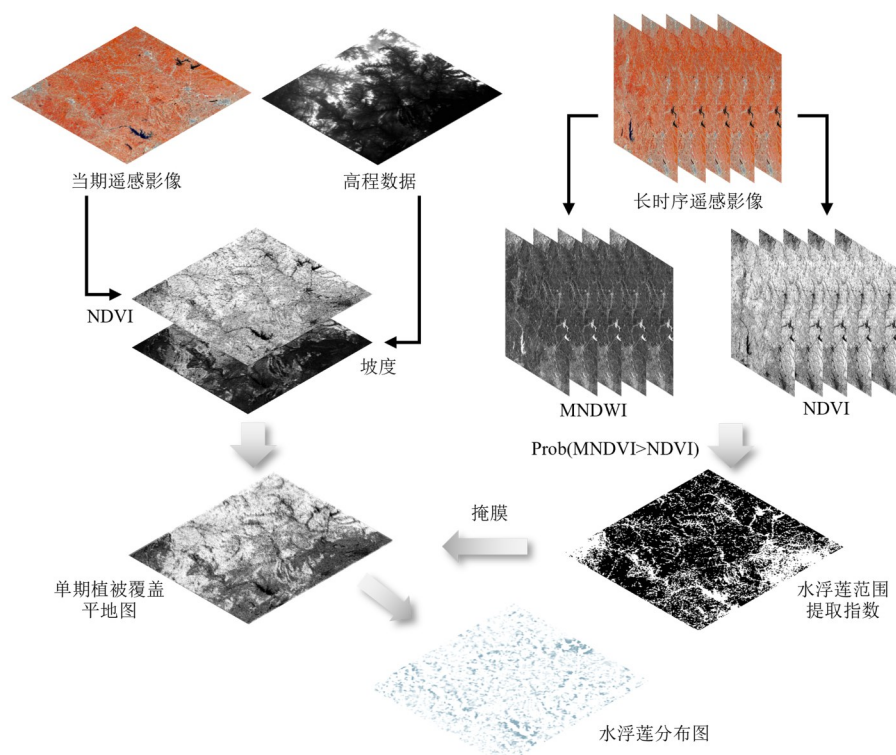 当期遥感影像
高程数据
长时序遥感影像
NDVI
坡度
MNDWI
NDVI
Prob(MNDVI>NDVI)
掩膜
单期植被覆盖
平地图
水浮莲范围
提取指数
水浮莲分布图